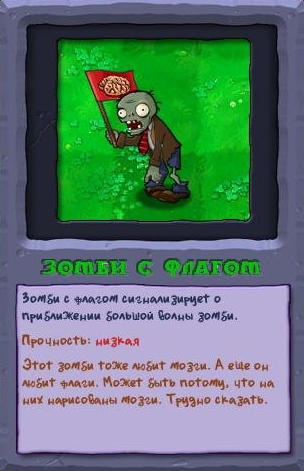 Зомби с флагом
Зомби с флагом сигнализирует о
приближении большой волны зомби.
Прочность: низкая
Этот зомби тоже любит мозги. А еще он
любит флаги. Может быть потому, что на
них нарисованы мозги. Трудно сказать.